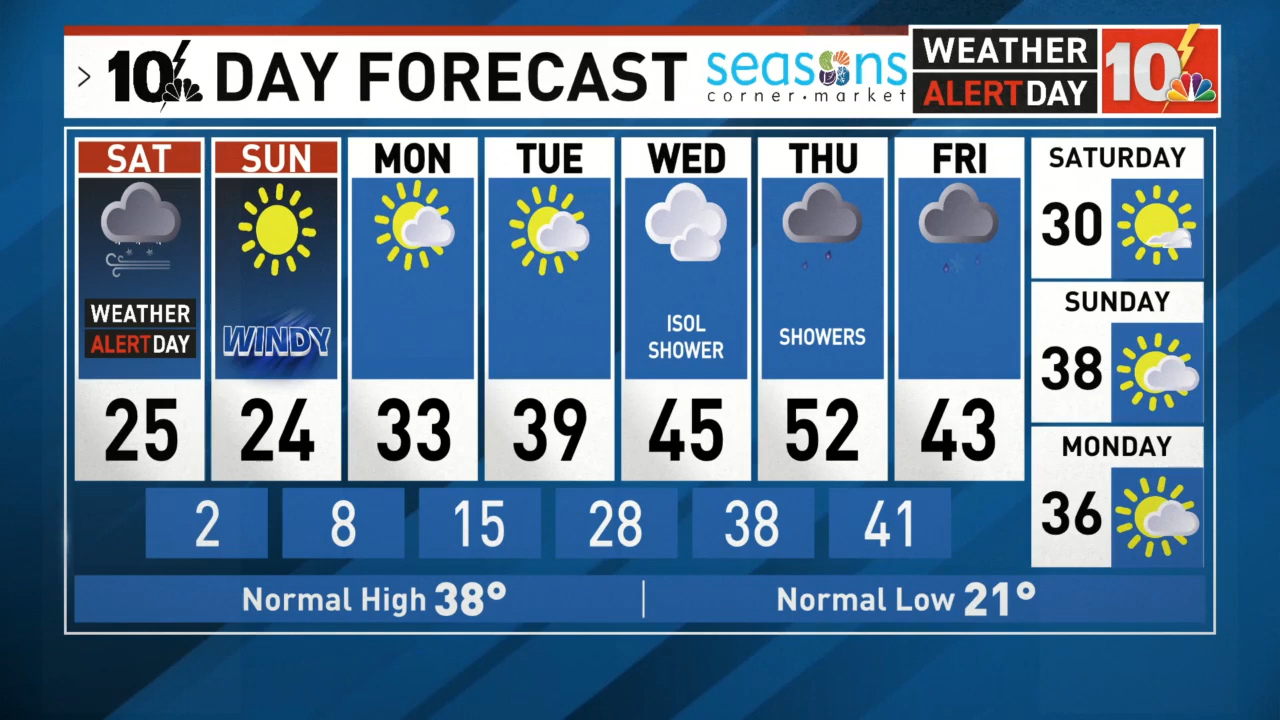 > 10 DAY FORECAST
seasons
corner·market
WEATHER
ALERT DAY
10
SAT SUN MON TUE WED THU FRI
WEATHER
ALERT DAY
WINDY
ISOL
SHOWER
SHOWERS
25 24 33 39 45 52 43
2 8 15 28 38 41
SATURDAY
30
SUNDAY
38
MONDAY
36
Normal High 38° | Normal Low 21°